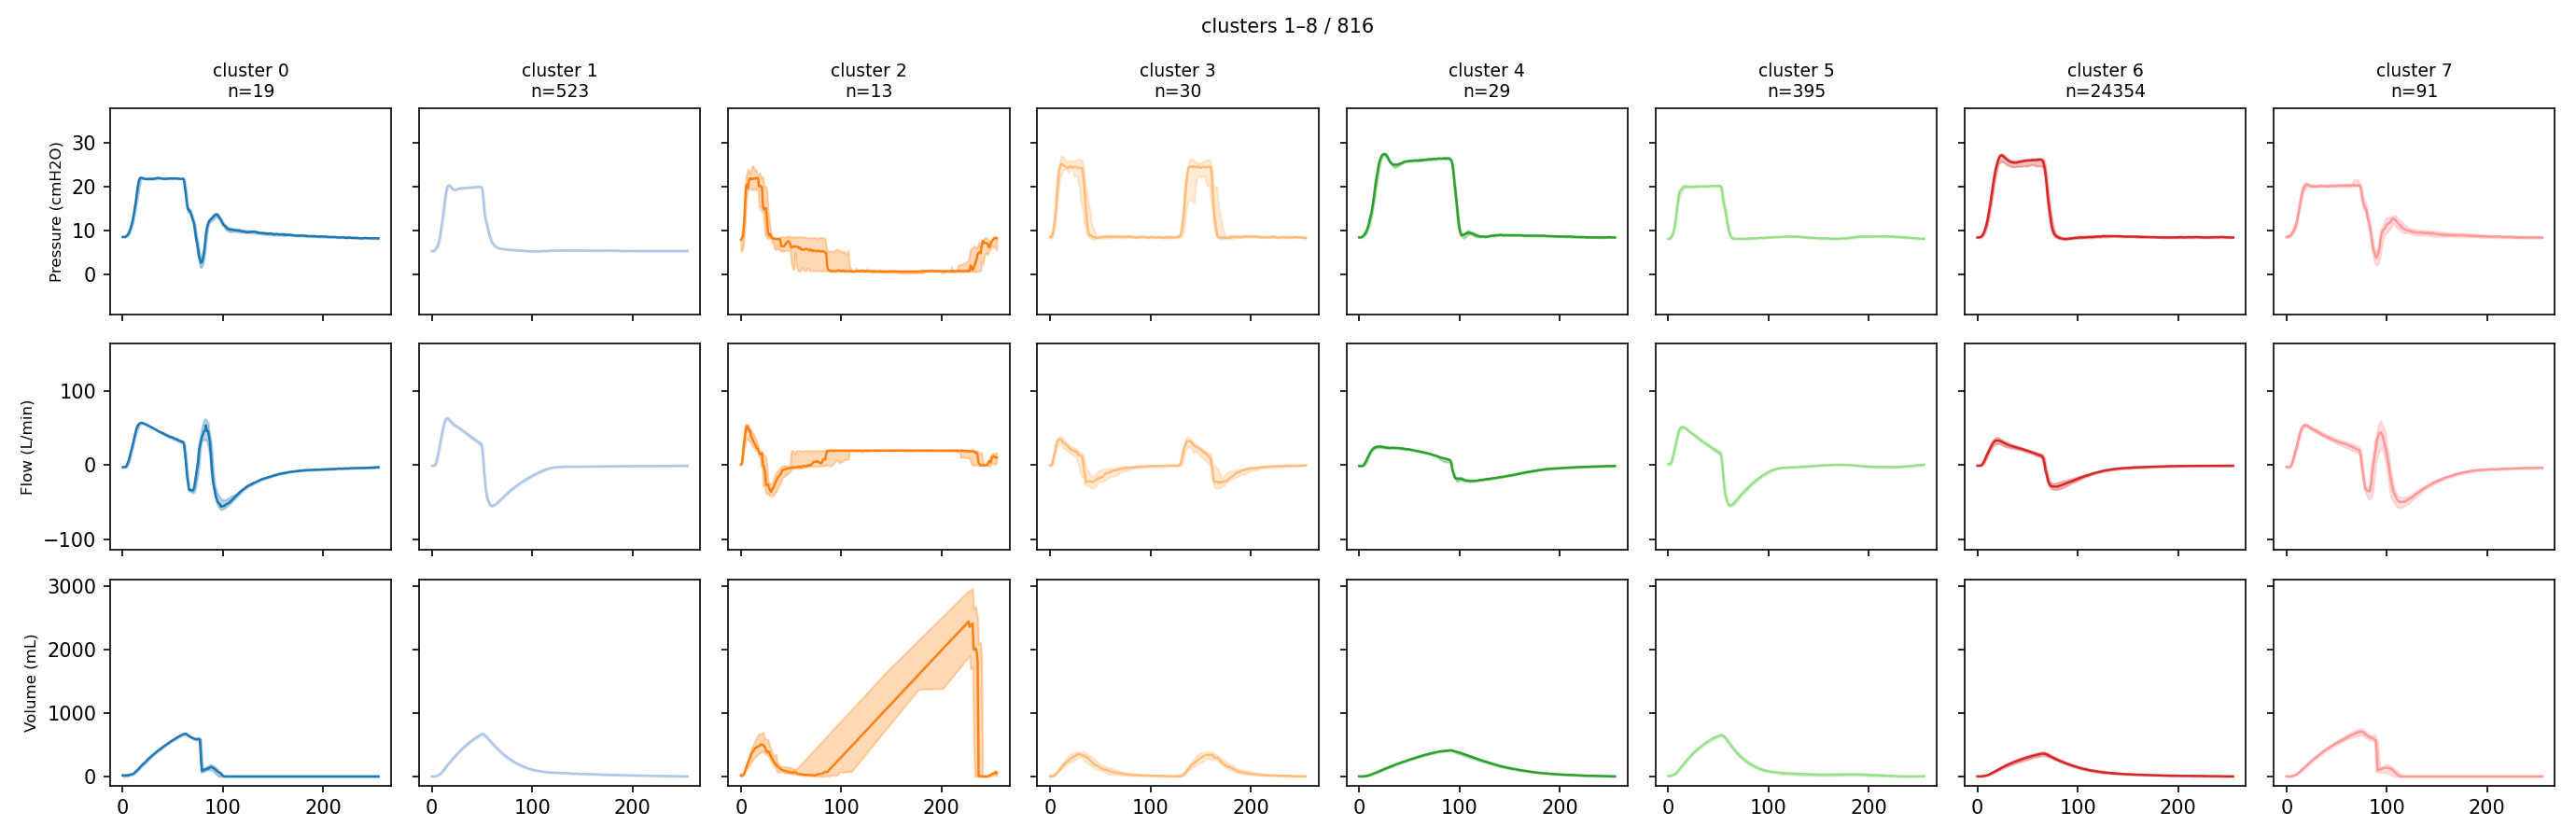 clusters 1–8 / 816
cluster 0
n=19
cluster 1
n=523
cluster 2
n=13
cluster 3
n=30
cluster 4
n=29
cluster 5
n=395
cluster 6
n=24354
cluster 7
n=91
Pressure (cmH2O)
30
20
10
0
Flow (L/min)
100
0
−100
Volume (mL)
3000
2000
1000
0
0 100 200
0 100 200
0 100 200
0 100 200
0 100 200
0 100 200
0 100 200
0 100 200